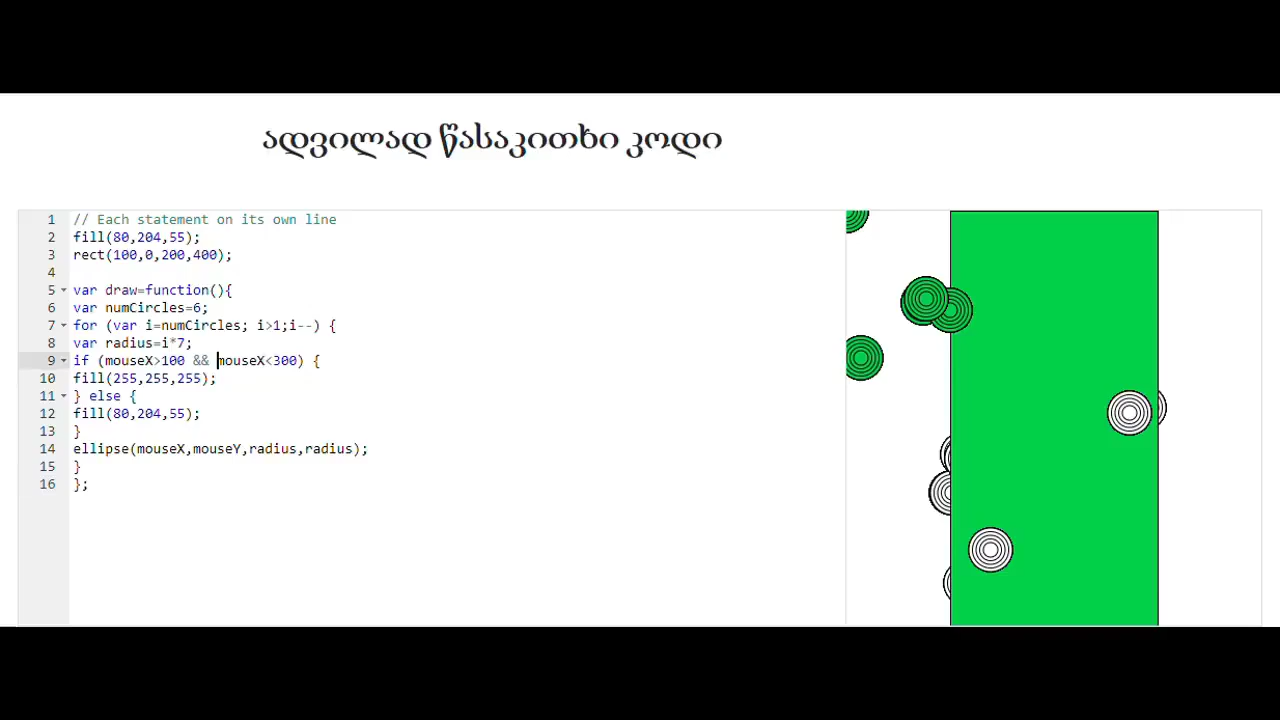 ადვილად წასაკითხი კოდი
1 // Each statement on its own line
2 fill(80,204,55);
3 rect(100,0,200,400);
4
5 var draw=function(){
6 var numCircles=6;
7 for (var i=numCircles; i>1;i--) {
8 var radius=i*7;
9 if (mouseX>100 && mouseX<300) {
10 fill(255,255,255);
11 } else {
12 fill(80,204,55);
13 }
14 ellipse(mouseX,mouseY,radius,radius);
15 }
16 };